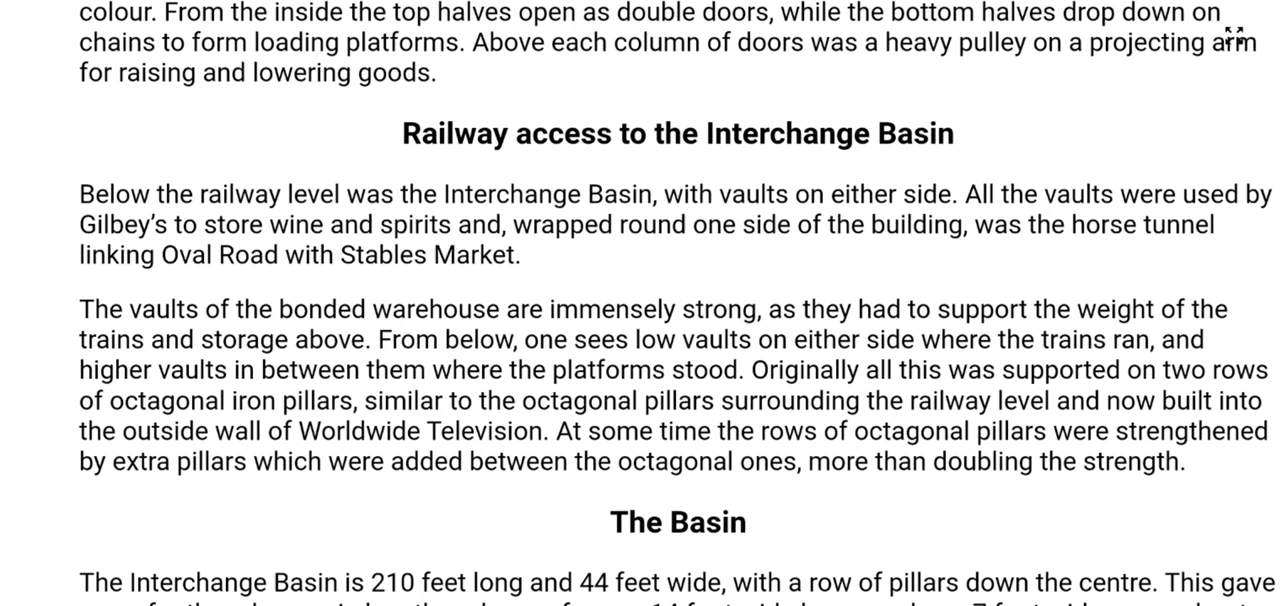 colour. From the inside the top halves open as double doors, while the bottom halves drop down on
chains to form loading platforms. Above each column of doors was a heavy pulley on a projecting arm
for raising and lowering goods.
Railway access to the Interchange Basin
Below the railway level was the Interchange Basin, with vaults on either side. All the vaults were used by
Gilbey’s to store wine and spirits and, wrapped round one side of the building, was the horse tunnel
linking Oval Road with Stables Market.
The vaults of the bonded warehouse are immensely strong, as they had to support the weight of the
trains and storage above. From below, one sees low vaults on either side where the trains ran, and
higher vaults in between them where the platforms stood. Originally all this was supported on two rows
of octagonal iron pillars, similar to the octagonal pillars surrounding the railway level and now built into
the outside wall of Worldwide Television. At some time the rows of octagonal pillars were strengthened
by extra pillars which were added between the octagonal ones, more than doubling the strength.
The Basin
The Interchange Basin is 210 feet long and 44 feet wide, with a row of pillars down the centre. This gave